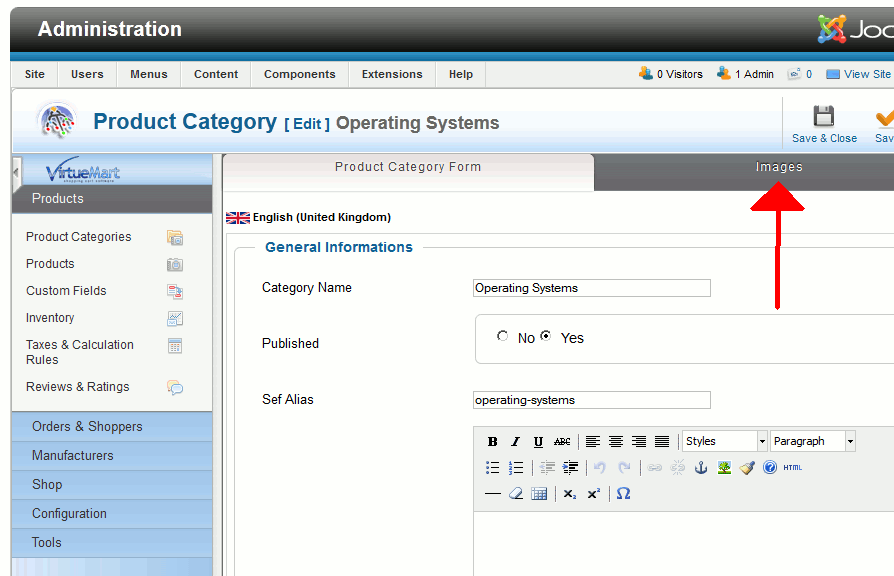 Administration
Joo
Site Users Menus Content Components Extensions Help 0 Visitors 1 Admin 0 View Site
Product Category [ Edit ] Operating Systems
Save & Close Sav
VirtueMart
Product Category Form Images
Products
English (United Kingdom)
General Informations
Product Categories
Products
Custom Fields
Inventory
Taxes & Calculation
Rules
Reviews & Ratings
Orders & Shoppers
Manufacturers
Shop
Configuration
Tools
Category Name Operating Systems
Published No Yes
Sef Alias operating-systems
B I U ABC Styles Paragraph
HTML
x₂ x² Ω